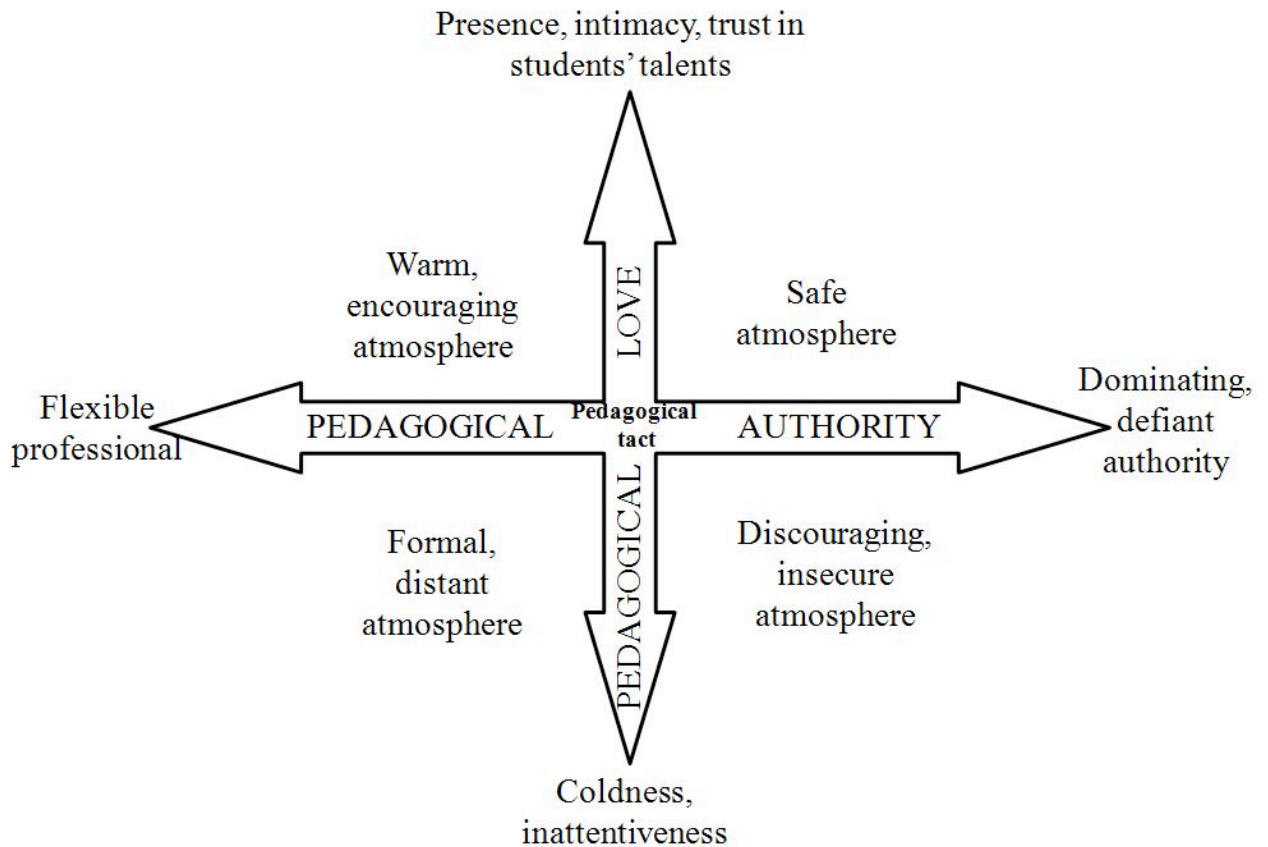 Presence, intimacy, trust in
students' talents
Warm,
encouraging
atmosphere
LOVE
Safe
atmosphere
Flexible
professional
PEDAGOGICAL
Pedagogical
tact
AUTHORITY
Dominating,
defiant
authority
Formal,
distant
atmosphere
PEDAGOGICAL
Discouraging,
insecure
atmosphere
Coldness,
inattentiveness